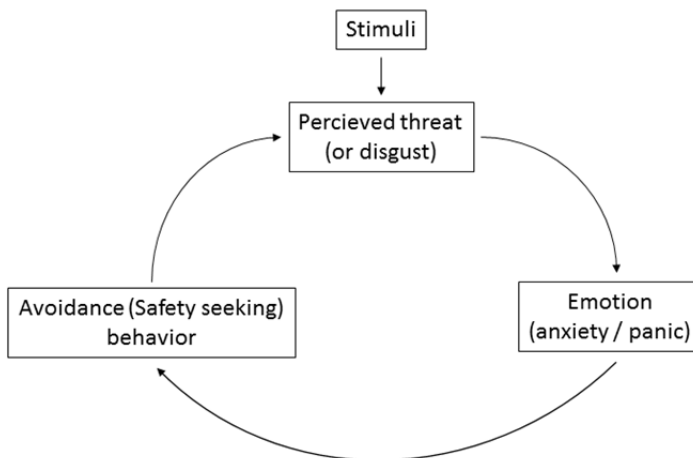 Stimuli
Percieved threat
(or disgust)
Emotion
(anxiety / panic)
Avoidance (Safety seeking)
behavior